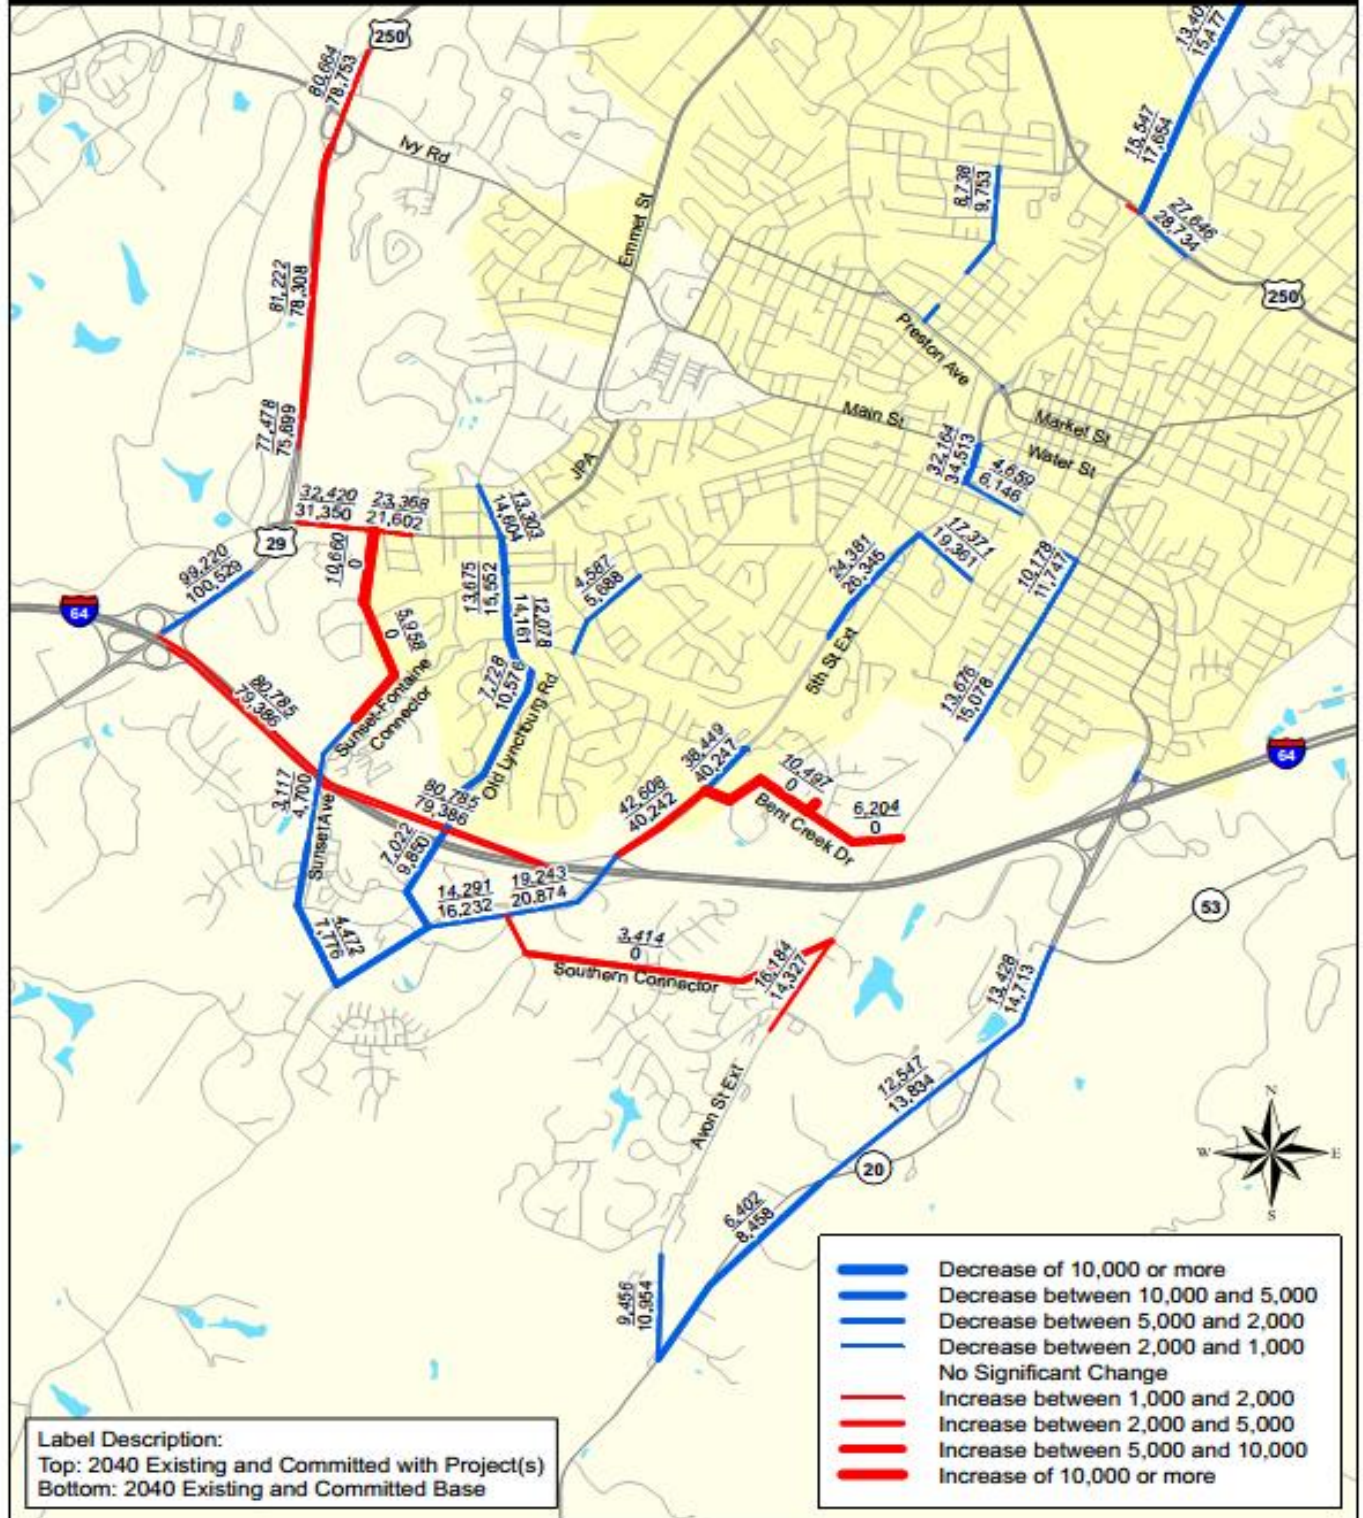 250
80,664
78,753
Ivy Rd
Emmet St
15,477
15,547
17,654
8,738
9,753
27,646
28,734
250
81,222
78,308
Preston Ave
77,478
75,699
Main St
Market St
Water St
32,164
34,513
4,659
6,146
JPA
32,420
31,350
23,368
21,602
13,303
14,604
29
10,660
0
99,220
100,529
13,675
15,552
12,078
14,161
4,587
5,688
24,381
26,345
17,371
19,361
10,178
11,747
64
5,958
0
7,728
10,576
Sunset-Fontaine
Connector
Old Lynchburg Rd
5th St Ext
13,676
15,078
80,785
79,386
38,449
40,247
64
3,117
4,700
Sunset Ave
80,785
79,386
42,606
40,242
10,497
0
Bent Creek Dr
6,204
0
7,022
9,850
14,291
16,232
19,243
20,874
53
4,472
7,776
3,414
0
Southern Connector
16,184
14,327
13,428
14,713
12,547
13,834
Avon St Ext
20
6,402
8,458
9,456
10,954
N
W
E
S
Decrease of 10,000 or more
Decrease between 10,000 and 5,000
Decrease between 5,000 and 2,000
Decrease between 2,000 and 1,000
No Significant Change
Increase between 1,000 and 2,000
Increase between 2,000 and 5,000
Increase between 5,000 and 10,000
Increase of 10,000 or more
Label Description:
Top: 2040 Existing and Committed with Project(s)
Bottom: 2040 Existing and Committed Base